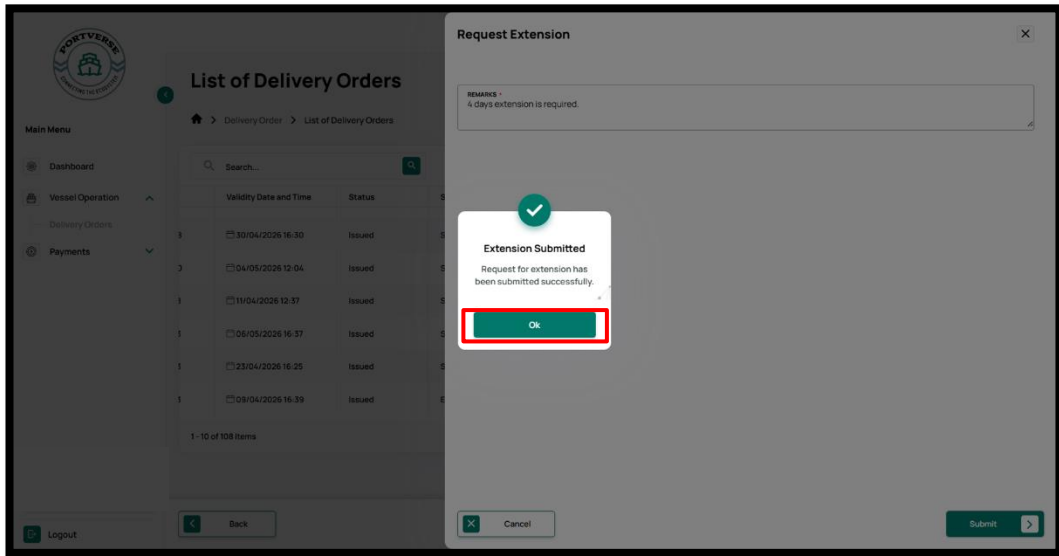 PORTVERSE
CONNECTING THE ECOSYSTEM
Main Menu
Dashboard
Vessel Operation
Delivery Orders
Payments
Logout
List of Delivery Orders
> Delivery Order > List of Delivery Orders
Search...
Validity Date and Time Status
30/04/2026 16:30 Issued
04/05/2026 12:04 Issued
11/04/2026 12:37 Issued
06/05/2026 16:37 Issued
23/04/2026 16:25 Issued
09/04/2026 16:39 Issued
1 - 10 of 108 items
Back
Request Extension
REMARKS *
4 days extension is required.
Extension Submitted
Request for extension has
been submitted successfully.
Ok
Cancel
Submit